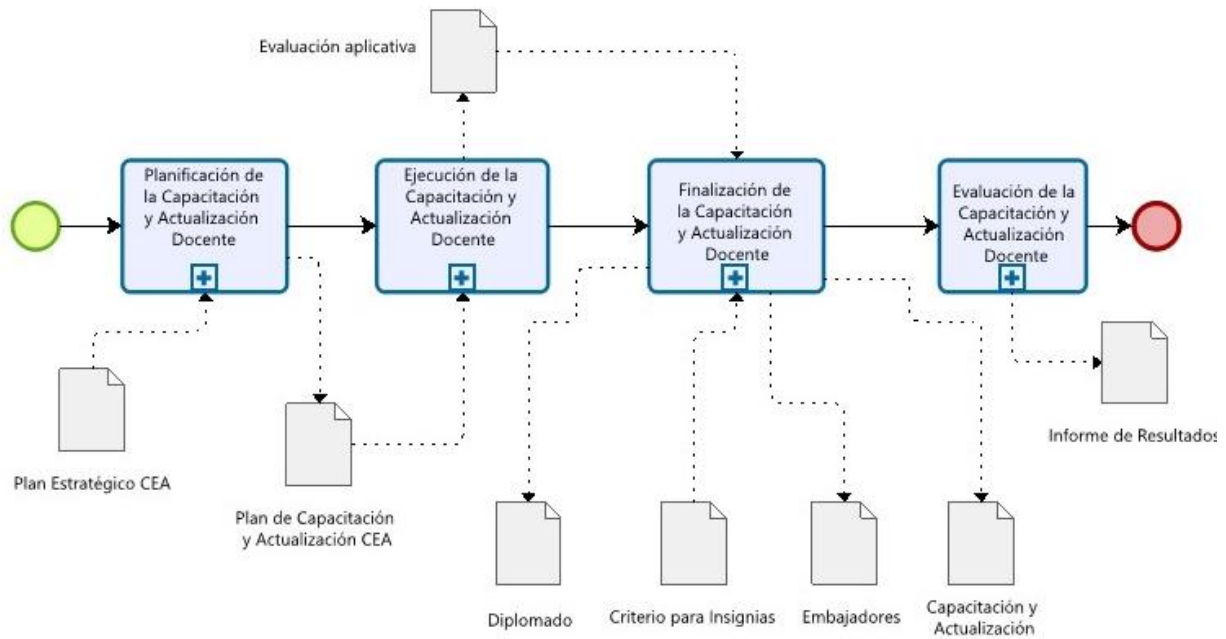 Evaluación aplicativa
Planificación de
la Capacitación
y Actualización
Docente
Ejecución de la
Capacitación y
Actualización
Docente
Finalización de
la Capacitación
y Actualización
Docente
Evaluación de la
Capacitación y
Actualización
Docente
Plan Estratégico CEA
Plan de Capacitación
y Actualización CEA
Informe de Resultados
Diplomado
Criterio para Insignias
Embajadores
Capacitación y
Actualización